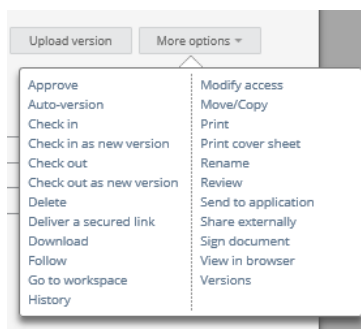 Upload version
More options
Approve
Auto-version
Check in
Check in as new version
Check out
Check out as new version
Delete
Deliver a secured link
Download
Follow
Go to workspace
History
Modify access
Move/Copy
Print
Print cover sheet
Rename
Review
Send to application
Share externally
Sign document
View in browser
Versions